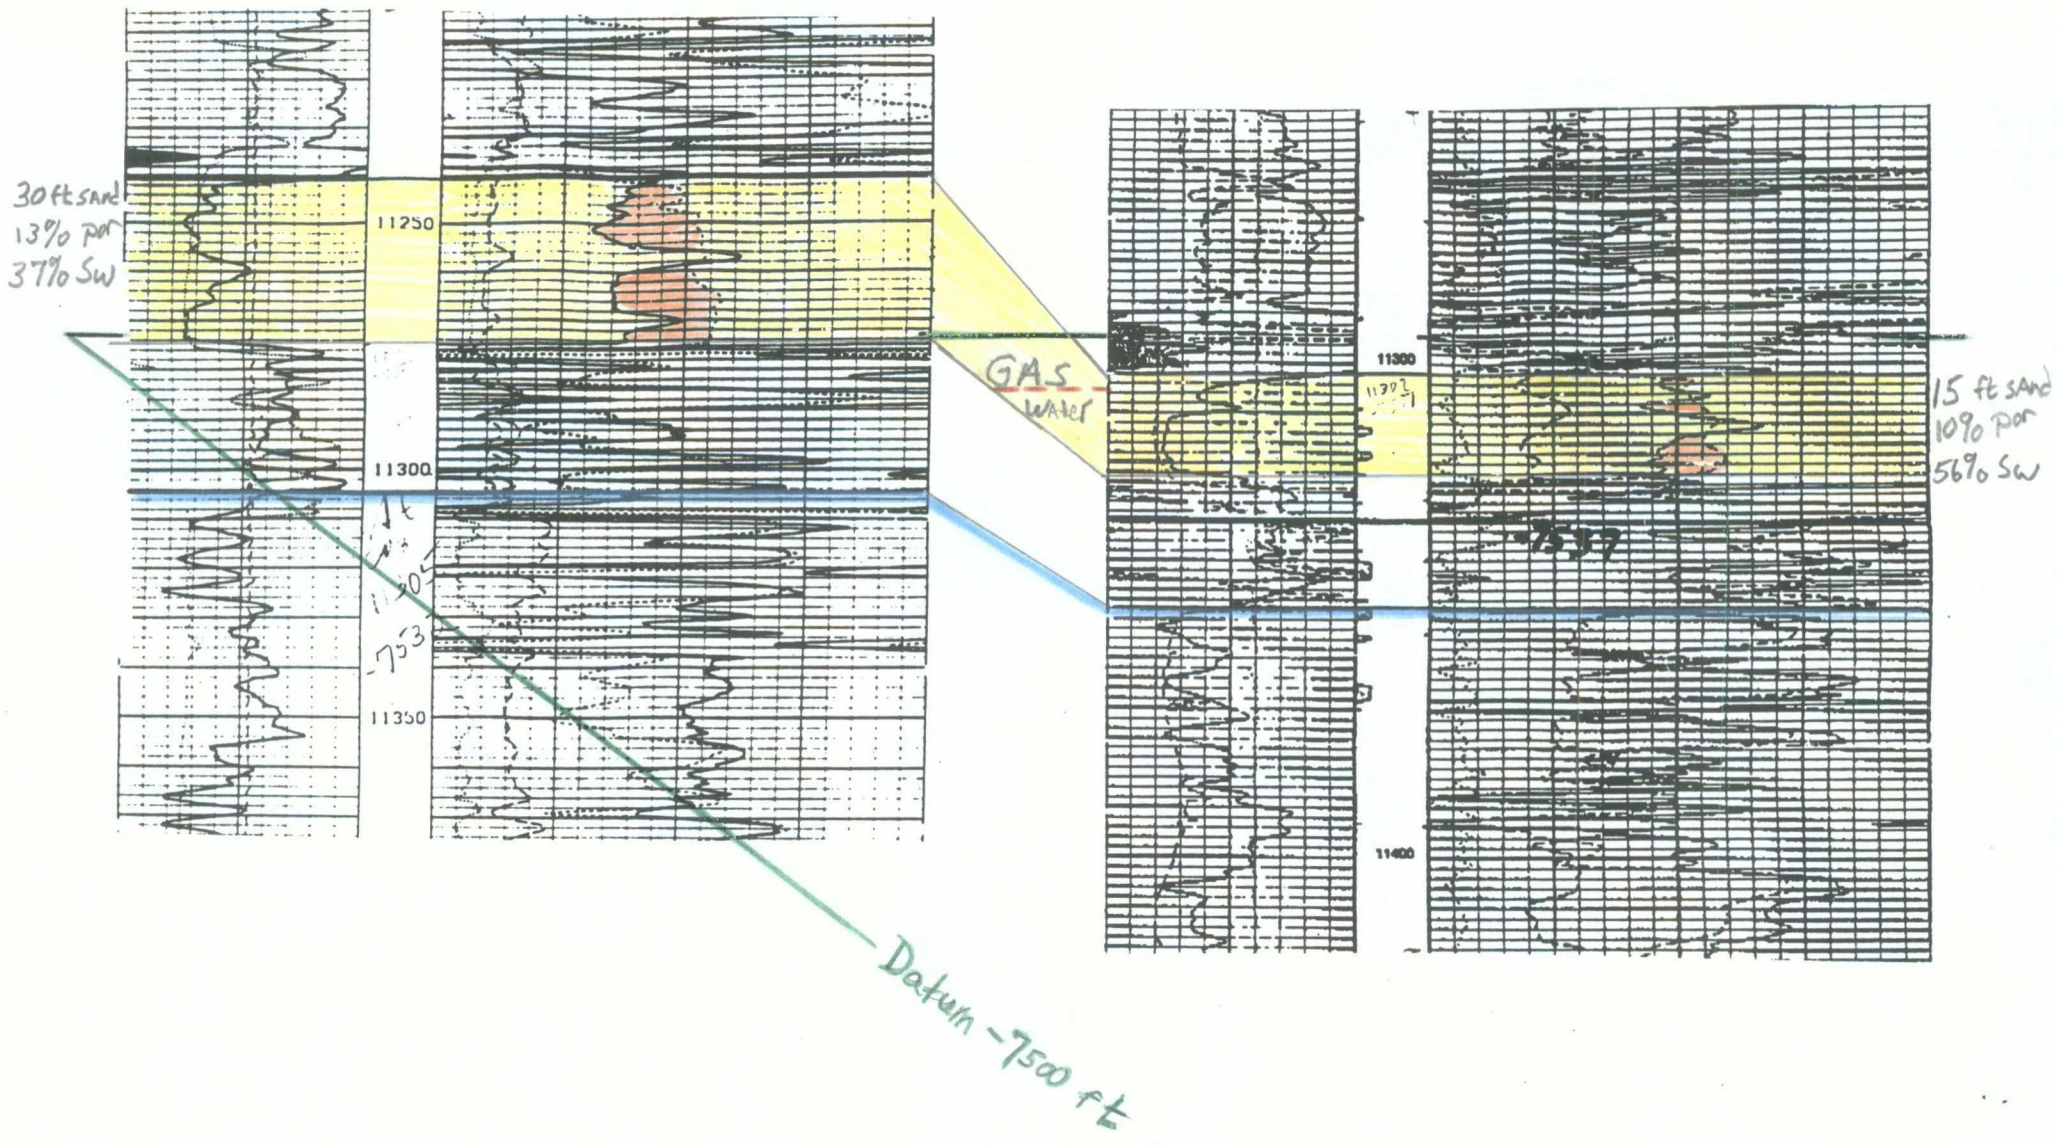 30 ft sand
13% por
37% Sw
11250
11300
-753
11350
GAS
Water
11300
15 ft sand
10% por
56% Sw
-7537
11400
Datum -7500 ft